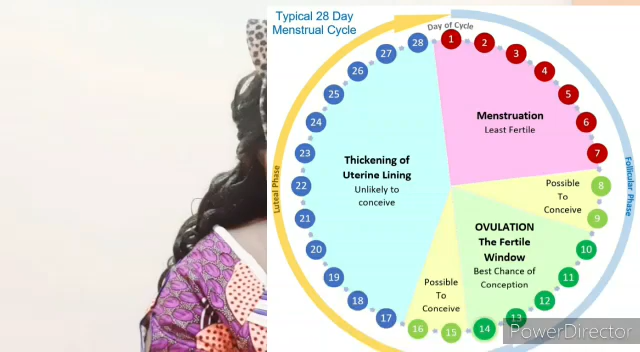 Typical 28 Day
Menstrual Cycle
Day of Cycle
1
2
3
4
5
6
7
8
9
10
11
12
13
14
15
16
17
18
19
20
21
22
23
24
25
26
27
28
Menstruation
Least Fertile
Possible
To
Conceive
OVULATION
The Fertile
Window
Best Chance of
Conception
Possible
To
Conceive
Thickening of
Uterine Lining
Unlikely to
conceive
Luteal Phase
Follicular Phase
PowerDirector